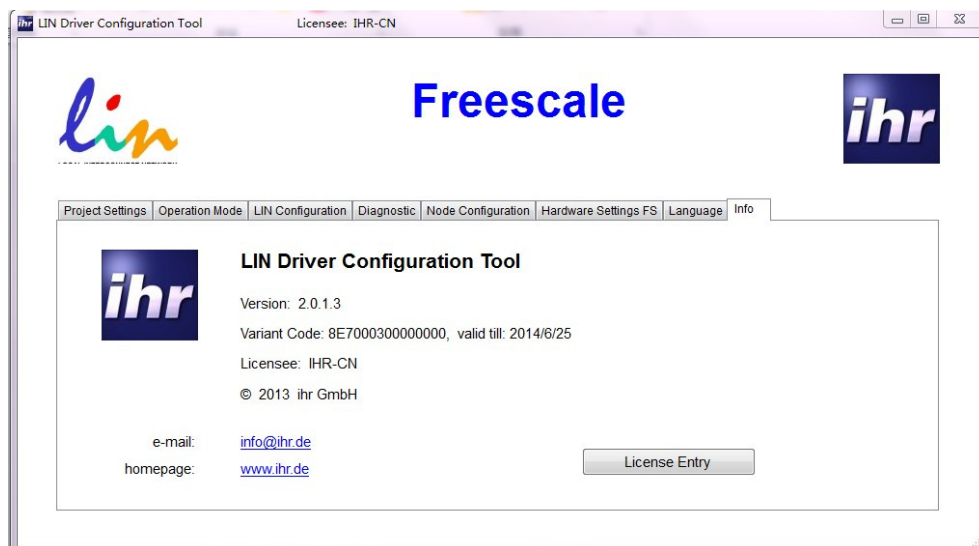 ihr LIN Driver Configuration Tool Licensee: IHR-CN
lin Freescale ihr
Project Settings Operation Mode LIN Configuration Diagnostic Node Configuration Hardware Settings FS Language Info
ihr
LIN Driver Configuration Tool
Version: 2.0.1.3
Variant Code: 8E7000300000000, valid till: 2014/6/25
Licensee: IHR-CN
© 2013 ihr GmbH
e-mail: info@ihr.de
homepage: www.ihr.de
License Entry